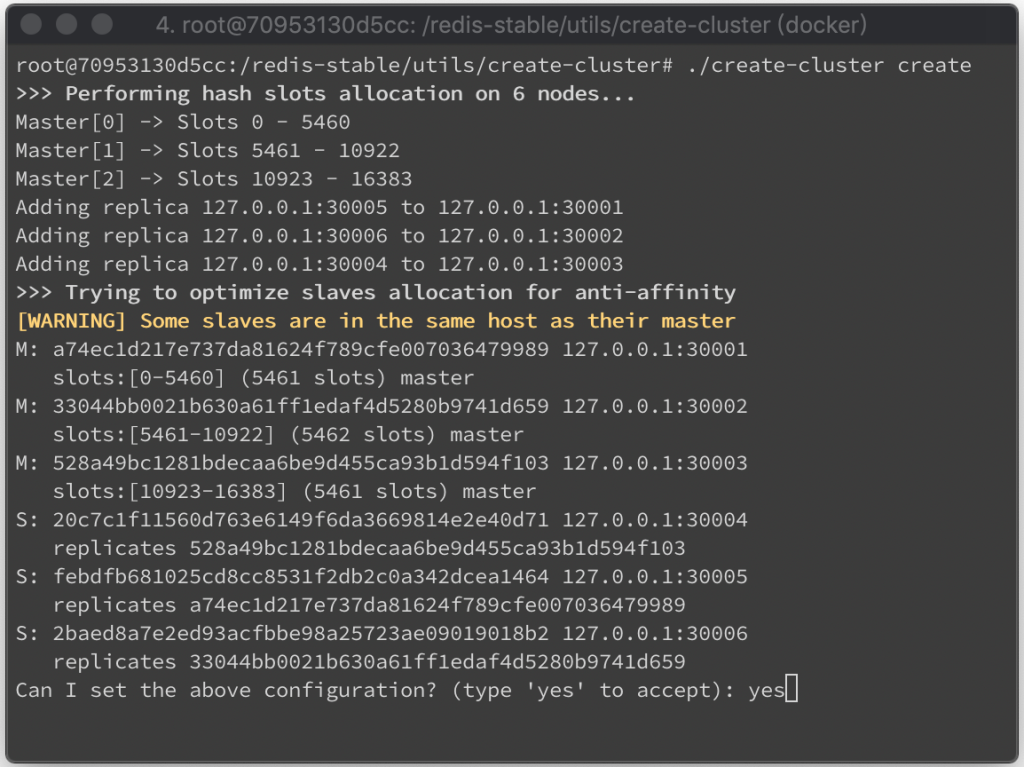 4. root@70953130d5cc: /redis-stable/utils/create-cluster (docker)
root@70953130d5cc:/redis-stable/utils/create-cluster# ./create-cluster create
>>> Performing hash slots allocation on 6 nodes...
Master[0] -> Slots 0 - 5460
Master[1] -> Slots 5461 - 10922
Master[2] -> Slots 10923 - 16383
Adding replica 127.0.0.1:30005 to 127.0.0.1:30001
Adding replica 127.0.0.1:30006 to 127.0.0.1:30002
Adding replica 127.0.0.1:30004 to 127.0.0.1:30003
>>> Trying to optimize slaves allocation for anti-affinity
[WARNING] Some slaves are in the same host as their master
M: a74ec1d217e737da81624f789cfe007036479989 127.0.0.1:30001
   slots:[0-5460] (5461 slots) master
M: 33044bb0021b630a61ff1edaf4d5280b9741d659 127.0.0.1:30002
   slots:[5461-10922] (5462 slots) master
M: 528a49bc1281bdecaa6be9d455ca93b1d594f103 127.0.0.1:30003
   slots:[10923-16383] (5461 slots) master
S: 20c7c1f11560d763e6149f6da3669814e2e40d71 127.0.0.1:30004
   replicates 528a49bc1281bdecaa6be9d455ca93b1d594f103
S: febdfb681025cd8cc8531f2db2c0a342dcea1464 127.0.0.1:30005
   replicates a74ec1d217e737da81624f789cfe007036479989
S: 2baed8a7e2ed93acfbbe98a25723ae09019018b2 127.0.0.1:30006
   replicates 33044bb0021b630a61ff1edaf4d5280b9741d659
Can I set the above configuration? (type 'yes' to accept): yes